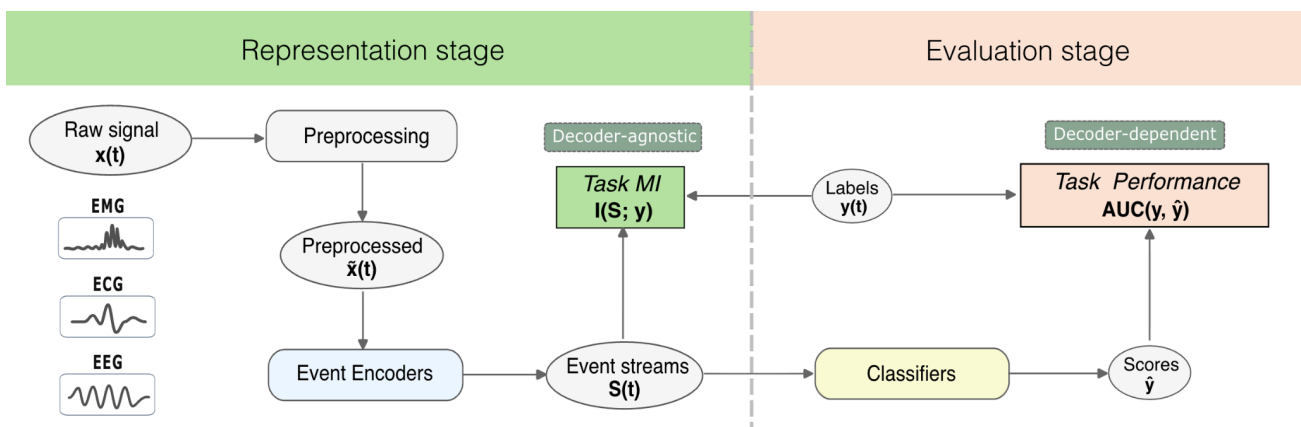 Representation stage
Evaluation stage
Raw signal
x(t)
Preprocessing
Decoder-agnostic
Decoder-dependent
Task MI
I(S; y)
Labels
y(t)
Task Performance
AUC(y, ŷ)
EMG
Preprocessed
x̃(t)
ECG
EEG
Event Encoders
Event streams
S(t)
Classifiers
Scores
ŷ